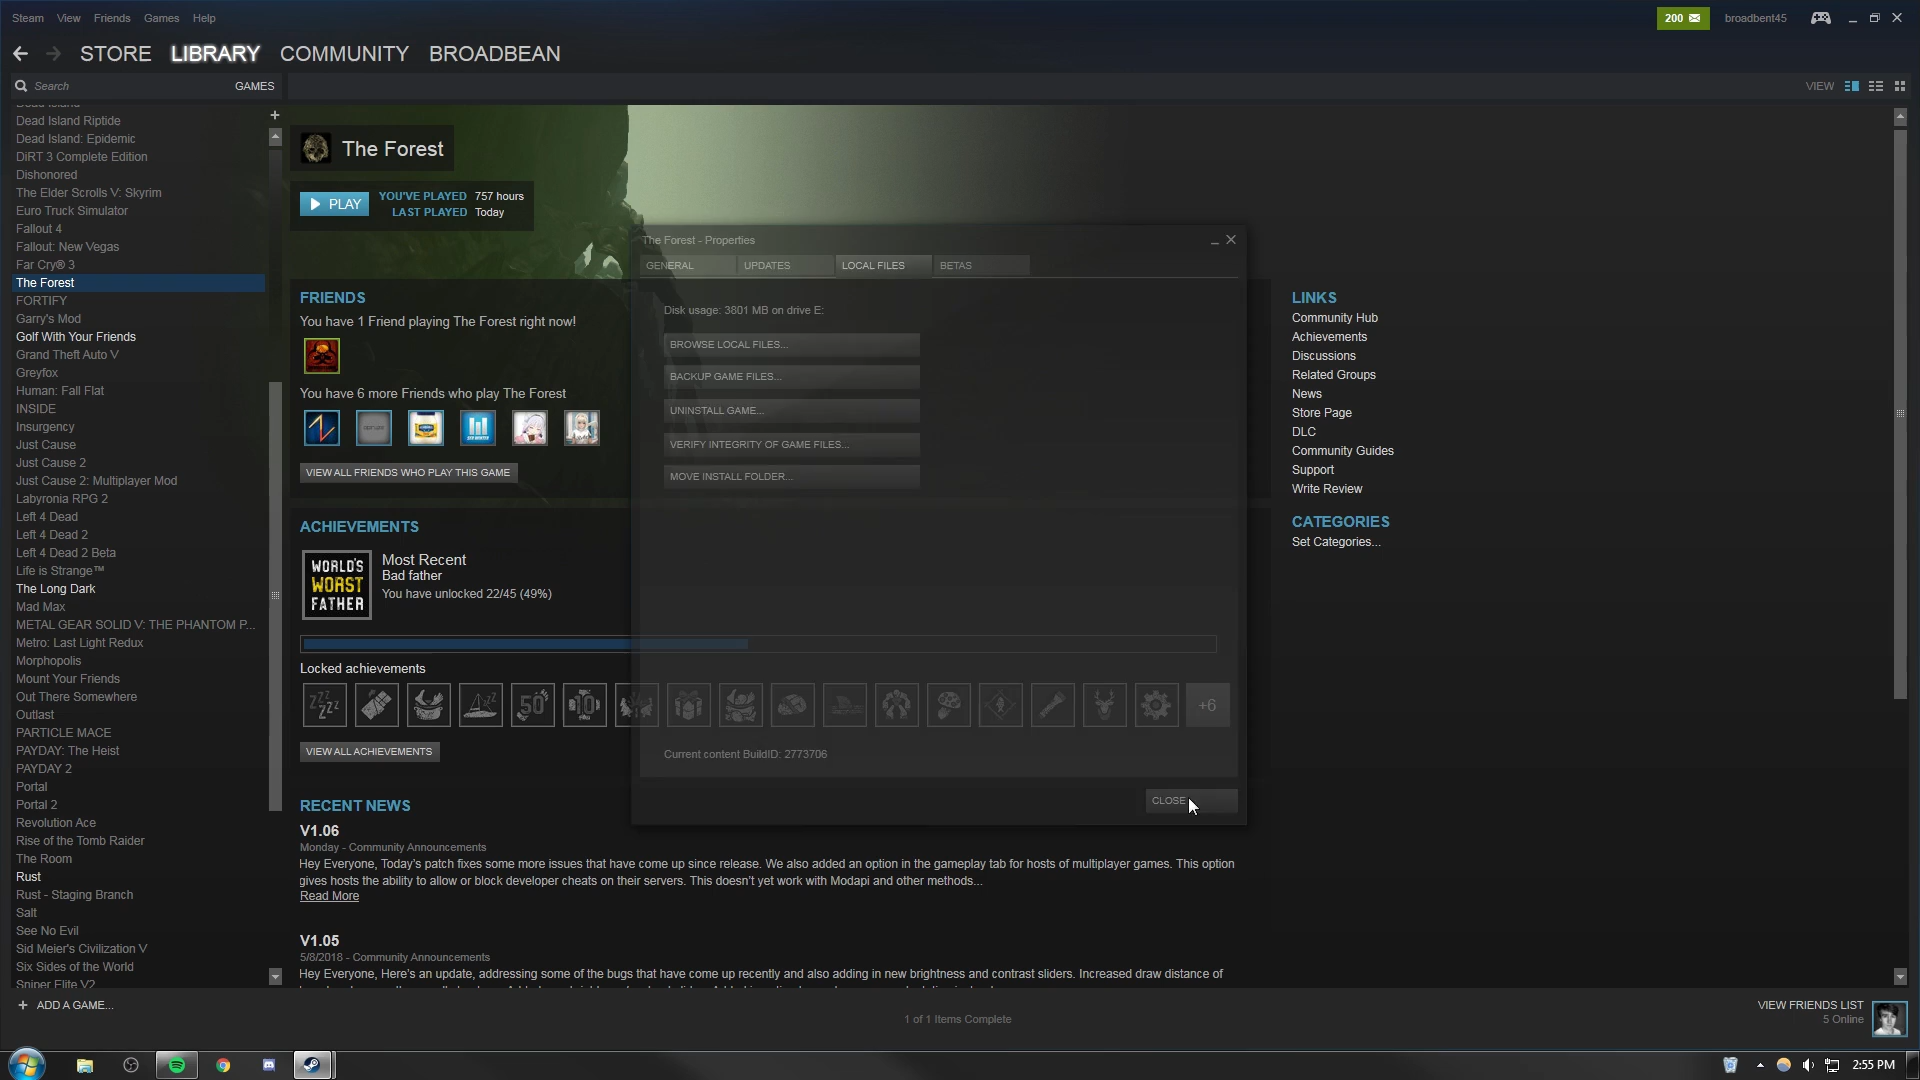 Steam View Friends Games Help
200 broadbent45
STORE LIBRARY COMMUNITY BROADBEAN
Search GAMES
VIEW
Dead Island
Dead Island Riptide
Dead Island: Epidemic
DiRT 3 Complete Edition
Dishonored
The Elder Scrolls V: Skyrim
Euro Truck Simulator
Fallout 4
Fallout: New Vegas
Far Cry® 3
The Forest
FORTIFY
Garry's Mod
Golf With Your Friends
Grand Theft Auto V
Greyfox
Human: Fall Flat
INSIDE
Insurgency
Just Cause
Just Cause 2
Just Cause 2: Multiplayer Mod
Labyronia RPG 2
Left 4 Dead
Left 4 Dead 2
Left 4 Dead 2 Beta
Life is Strange™
The Long Dark
Mad Max
METAL GEAR SOLID V: THE PHANTOM P...
Metro: Last Light Redux
Morphopolis
Mount Your Friends
Out There Somewhere
Outlast
PARTICLE MACE
PAYDAY: The Heist
PAYDAY 2
Portal
Portal 2
Revolution Ace
Rise of the Tomb Raider
The Room
Rust
Rust - Staging Branch
Salt
See No Evil
Sid Meier's Civilization V
Six Sides of the World
Sniper Elite V2
ADD A GAME...
The Forest
PLAY
YOU'VE PLAYED 757 hours
LAST PLAYED Today
FRIENDS
You have 1 Friend playing The Forest right now!
You have 6 more Friends who play The Forest
VIEW ALL FRIENDS WHO PLAY THIS GAME
ACHIEVEMENTS
WORLD'S
WORST
FATHER
Most Recent
Bad father
You have unlocked 22/45 (49%)
Locked achievements
50
10
+6
VIEW ALL ACHIEVEMENTS
RECENT NEWS
V1.06
Monday - Community Announcements
Hey Everyone, Today's patch fixes some more issues that have come up since release. We also added an option in the gameplay tab for hosts of multiplayer games. This option
gives hosts the ability to allow or block developer cheats on their servers. This doesn't yet work with Modapi and other methods...
Read More
V1.05
5/8/2018 - Community Announcements
Hey Everyone, Here's an update, addressing some of the bugs that have come up recently and also adding in new brightness and contrast sliders. Increased draw distance of
The Forest - Properties
GENERAL UPDATES LOCAL FILES BETAS
Disk usage: 3801 MB on drive E:
BROWSE LOCAL FILES...
BACKUP GAME FILES...
UNINSTALL GAME...
VERIFY INTEGRITY OF GAME FILES...
MOVE INSTALL FOLDER...
Current content BuildID: 2773706
CLOSE
LINKS
Community Hub
Achievements
Discussions
Related Groups
News
Store Page
DLC
Community Guides
Support
Write Review
CATEGORIES
Set Categories...
1 of 1 Items Complete
VIEW FRIENDS LIST
5 Online
2:55 PM